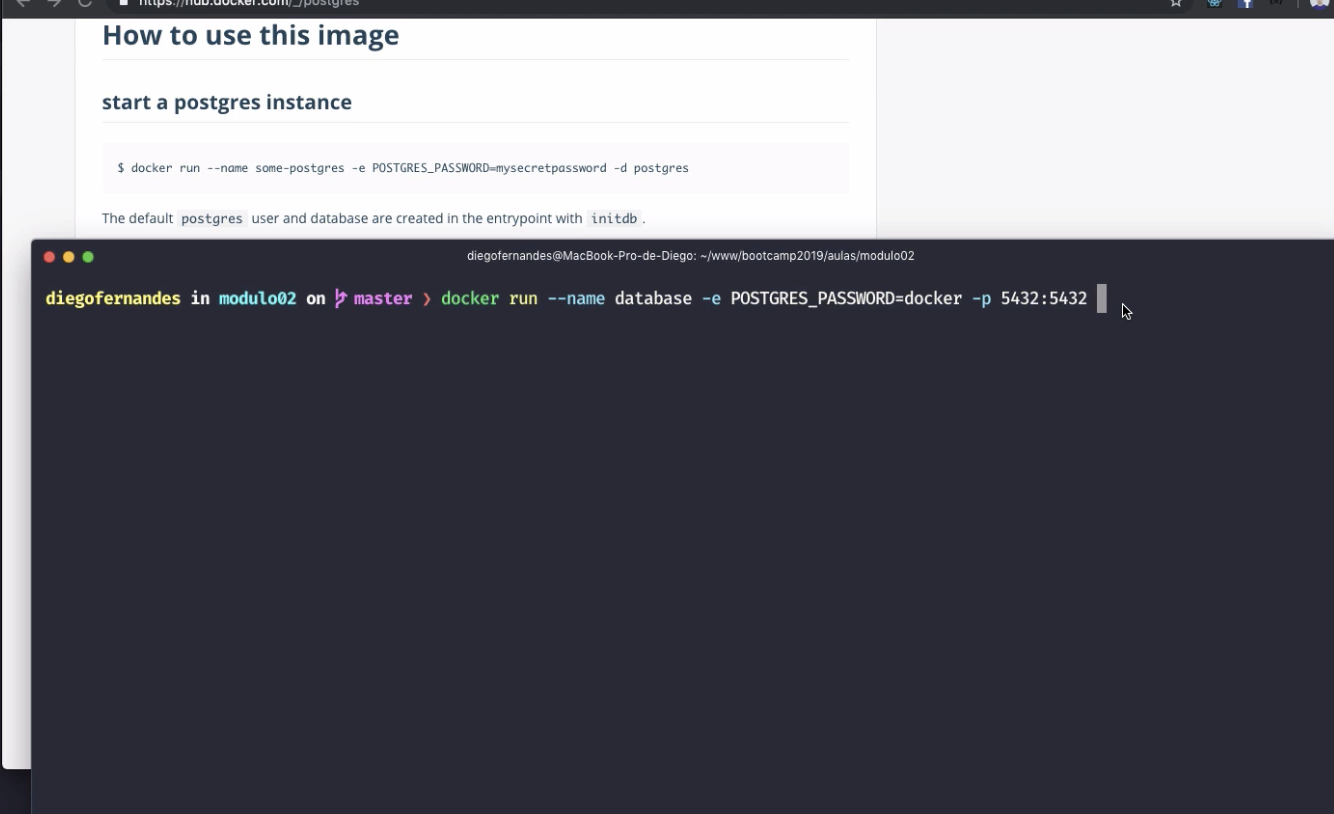 https://hub.docker.com/_/postgres
How to use this image
start a postgres instance
$ docker run --name some-postgres -e POSTGRES_PASSWORD=mysecretpassword -d postgres
The default postgres user and database are created in the entrypoint with initdb.
diegofernandes@MacBook-Pro-de-Diego: ~/www/bootcamp2019/aulas/modulo02
diegofernandes in modulo02 on master ❯ docker run --name database -e POSTGRES_PASSWORD=docker -p 5432:5432